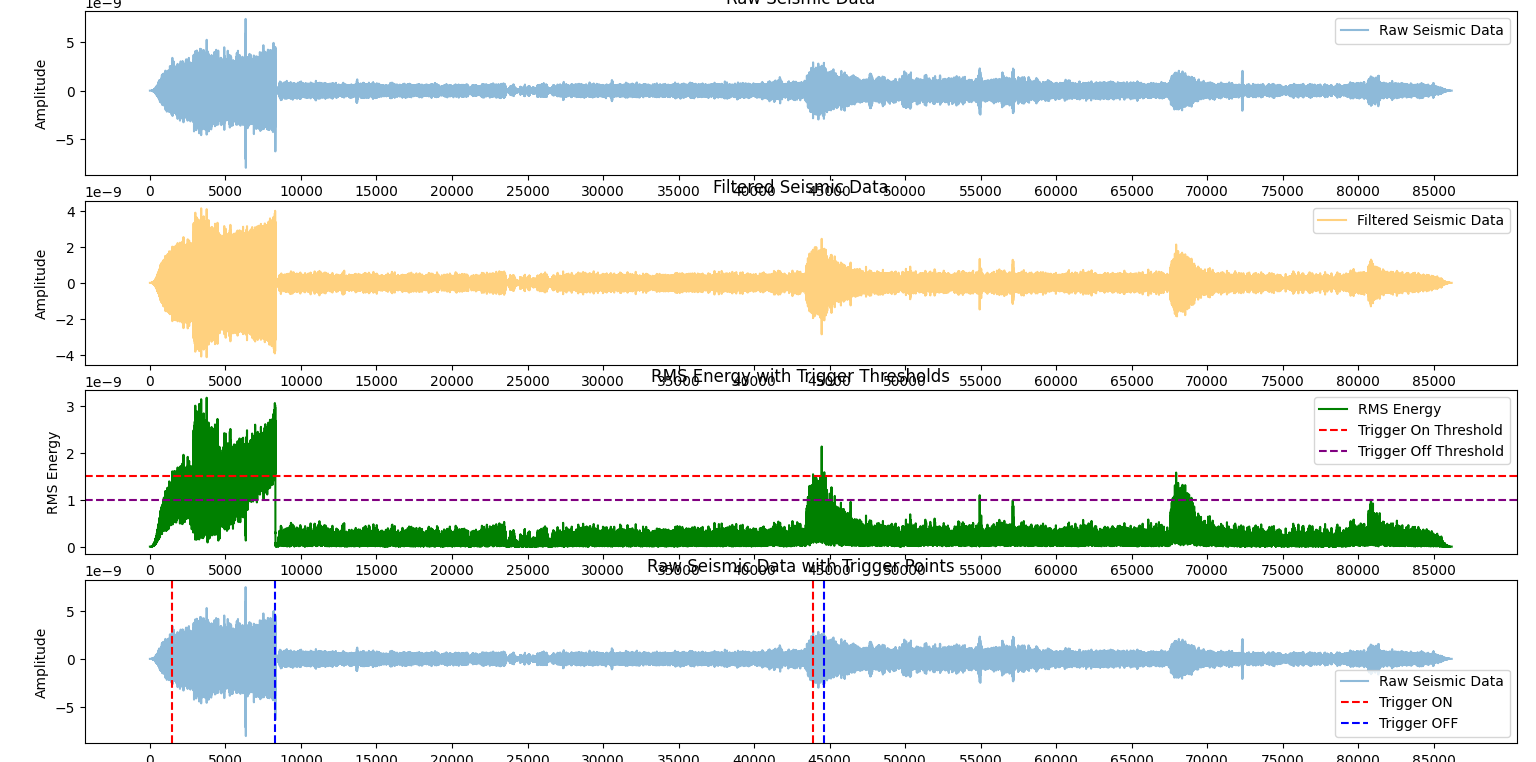 Raw Seismic Data
1e−9
Raw Seismic Data
5
0
−5
Amplitude
0 5000 10000 15000 20000 25000 30000 35000 40000 45000 50000 55000 60000 65000 70000 75000 80000 85000
Filtered Seismic Data
1e−9
Filtered Seismic Data
4
2
0
−2
−4
Amplitude
0 5000 10000 15000 20000 25000 30000 35000 40000 45000 50000 55000 60000 65000 70000 75000 80000 85000
RMS Energy with Trigger Thresholds
1e−9
RMS Energy
Trigger On Threshold
Trigger Off Threshold
3
2
1
0
RMS Energy
0 5000 10000 15000 20000 25000 30000 35000 40000 45000 50000 55000 60000 65000 70000 75000 80000 85000
Raw Seismic Data with Trigger Points
1e−9
5
0
−5
Amplitude
Raw Seismic Data
Trigger ON
Trigger OFF
0 5000 10000 15000 20000 25000 30000 35000 40000 45000 50000 55000 60000 65000 70000 75000 80000 85000